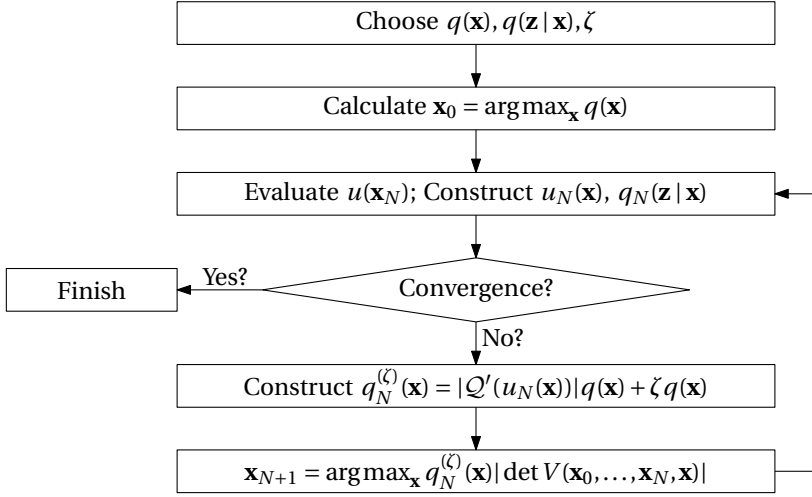 Choose q(x), q(z | x), ζ
Calculate x₀ = arg maxₓ q(x)
Evaluate u(x_N); Construct u_N(x), q_N(z | x)
Convergence?
Yes?
Finish
No?
Construct q_N^(ζ)(x) = |𝒬′(u_N(x))|q(x) + ζq(x)
x_{N+1} = arg maxₓ q_N^(ζ)(x)| det V(x₀, …, x_N, x)|